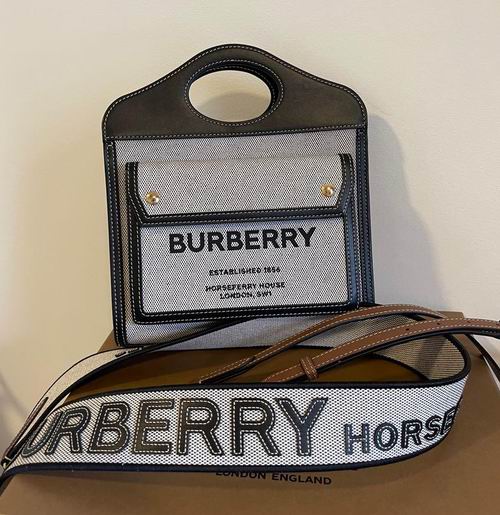 BURBERRY
ESTABLISHED 1856
HORSEFERRY HOUSE
LONDON, SW1
URBERRY HORSE
LONDON ENGLAND